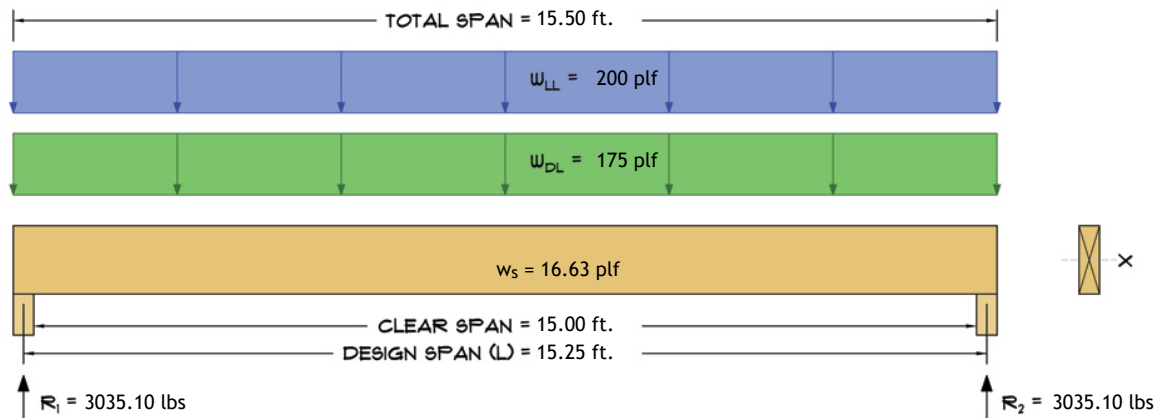 TOTAL SPAN = 15.50 ft.
WLL = 200 plf
WDL = 175 plf
ws = 16.63 plf
X
CLEAR SPAN = 15.00 ft.
DESIGN SPAN (L) = 15.25 ft.
R1 = 3035.10 lbs
R2 = 3035.10 lbs